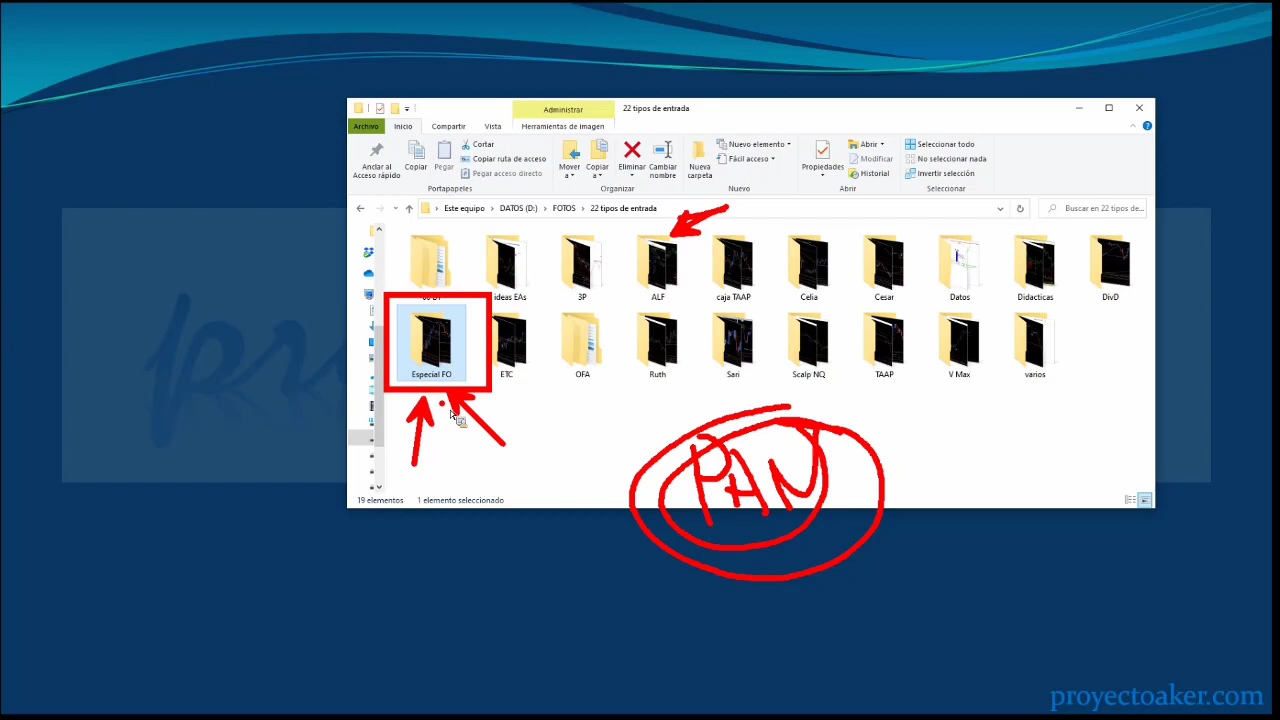 22 tipos de entrada
Administrar
Archivo Inicio Compartir Vista Herramientas de imagen
Anclar al Acceso rápido
Copiar
Pegar
Cortar
Copiar ruta de acceso
Pegar acceso directo
Portapapeles
Mover a
Copiar a
Eliminar
Cambiar nombre
Organizar
Nueva carpeta
Nuevo elemento
Fácil acceso
Nuevo
Propiedades
Abrir
Modificar
Historial
Abrir
Seleccionar todo
No seleccionar nada
Invertir selección
Seleccionar
Este equipo > DATOS (D:) > FOTOS > 22 tipos de entrada
Buscar en 22 tipos de...
ideas EAs 3P ALF caja TAAP Celia Cesar Datos Didacticas DivD
Especial FO ETC OFA Ruth Sari Scalp NQ TAAP V Max varios
PAN
19 elementos 1 elemento seleccionado
proyectoaker.com